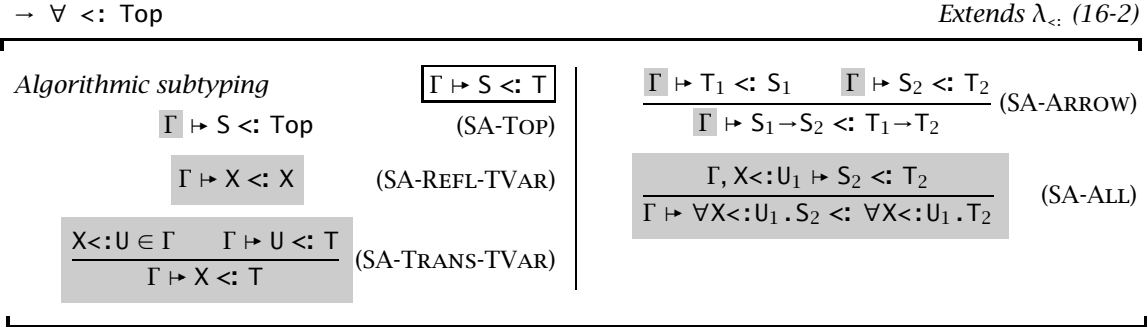 → ∀ <: Top
Extends λ<: (16-2)
Algorithmic subtyping
Γ ↦ S <: T
Γ ↦ S <: Top (SA-TOP)
Γ ↦ X <: X (SA-REFL-TVAR)
X<:U ∈ Γ Γ ↦ U <: T
Γ ↦ X <: T
(SA-TRANS-TVAR)
Γ ↦ T₁ <: S₁ Γ ↦ S₂ <: T₂
Γ ↦ S₁→S₂ <: T₁→T₂
(SA-ARROW)
Γ, X<:U₁ ↦ S₂ <: T₂
Γ ↦ ∀X<:U₁.S₂ <: ∀X<:U₁.T₂
(SA-ALL)